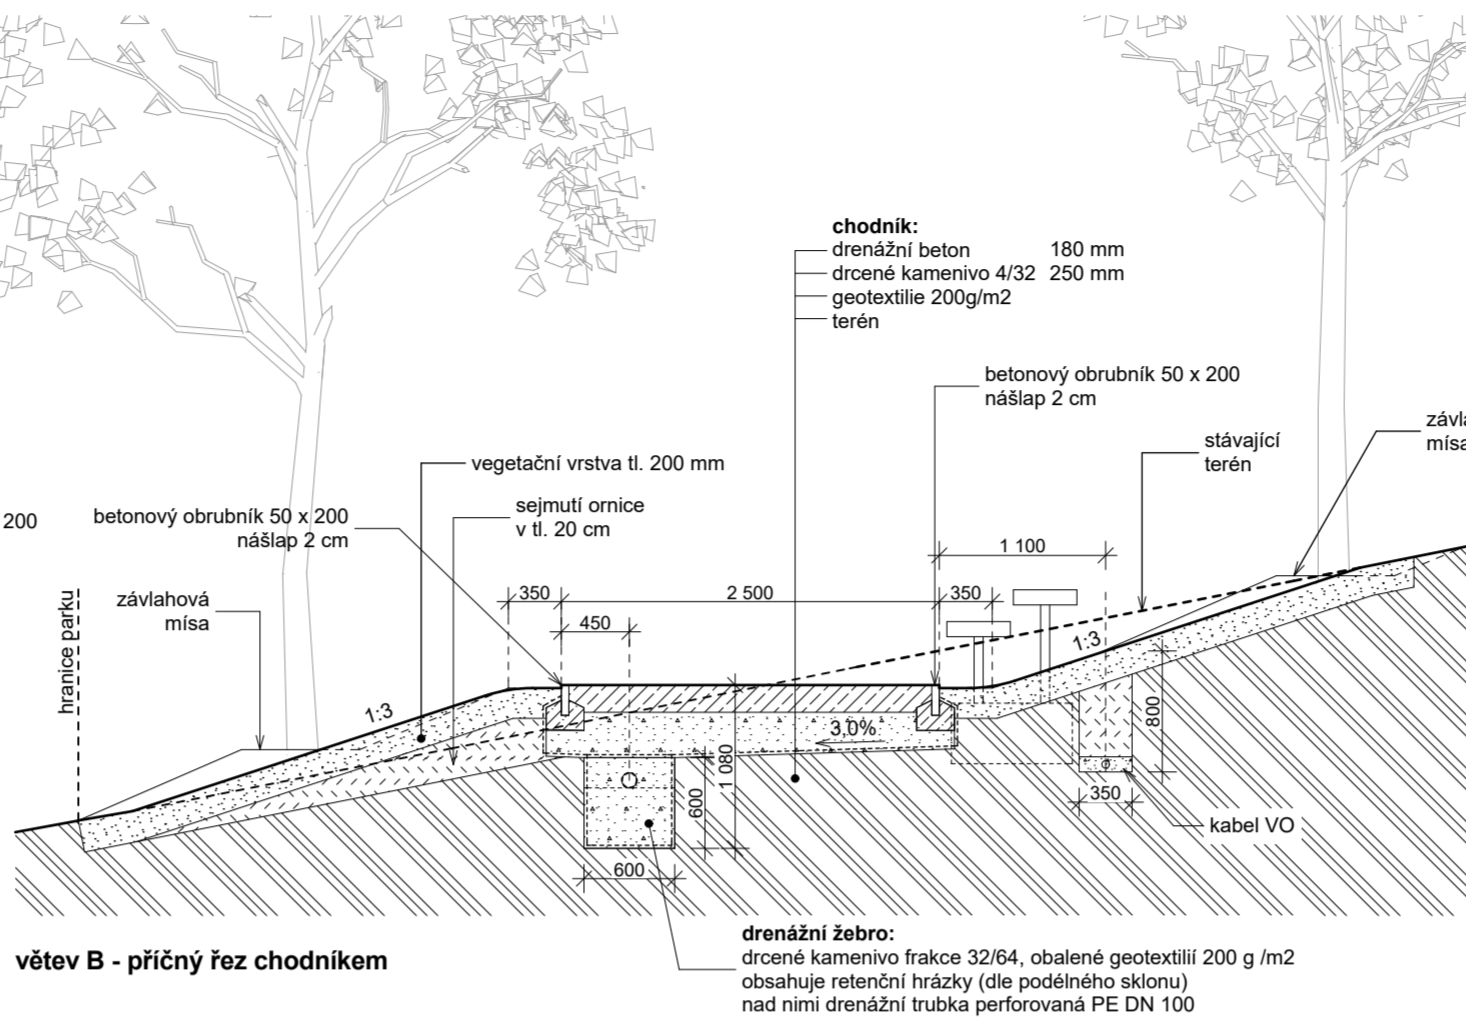 chodník:
drenážní beton 180 mm
drcené kamenivo 4/32 250 mm
geotextilie 200g/m2
terén
betonový obrubník 50 x 200
nášlap 2 cm
stávající
terén
mísa
vegetační vrstva tl. 200 mm
sejmutí ornice
v tl. 20 cm
200
betonový obrubník 50 x 200
nášlap 2 cm
závlahová
mísa
hranice parku
1 100
350
2 500
350
450
1:3
1:3
3,0%
800
1 080
600
350
600
kabel VO
drenážní žebro:
drcené kamenivo frakce 32/64, obalené geotextilií 200 g /m2
obsahuje retenční hrázky (dle podélného sklonu)
nad nimi drenážní trubka perforovaná PE DN 100
větev B - příčný řez chodníkem